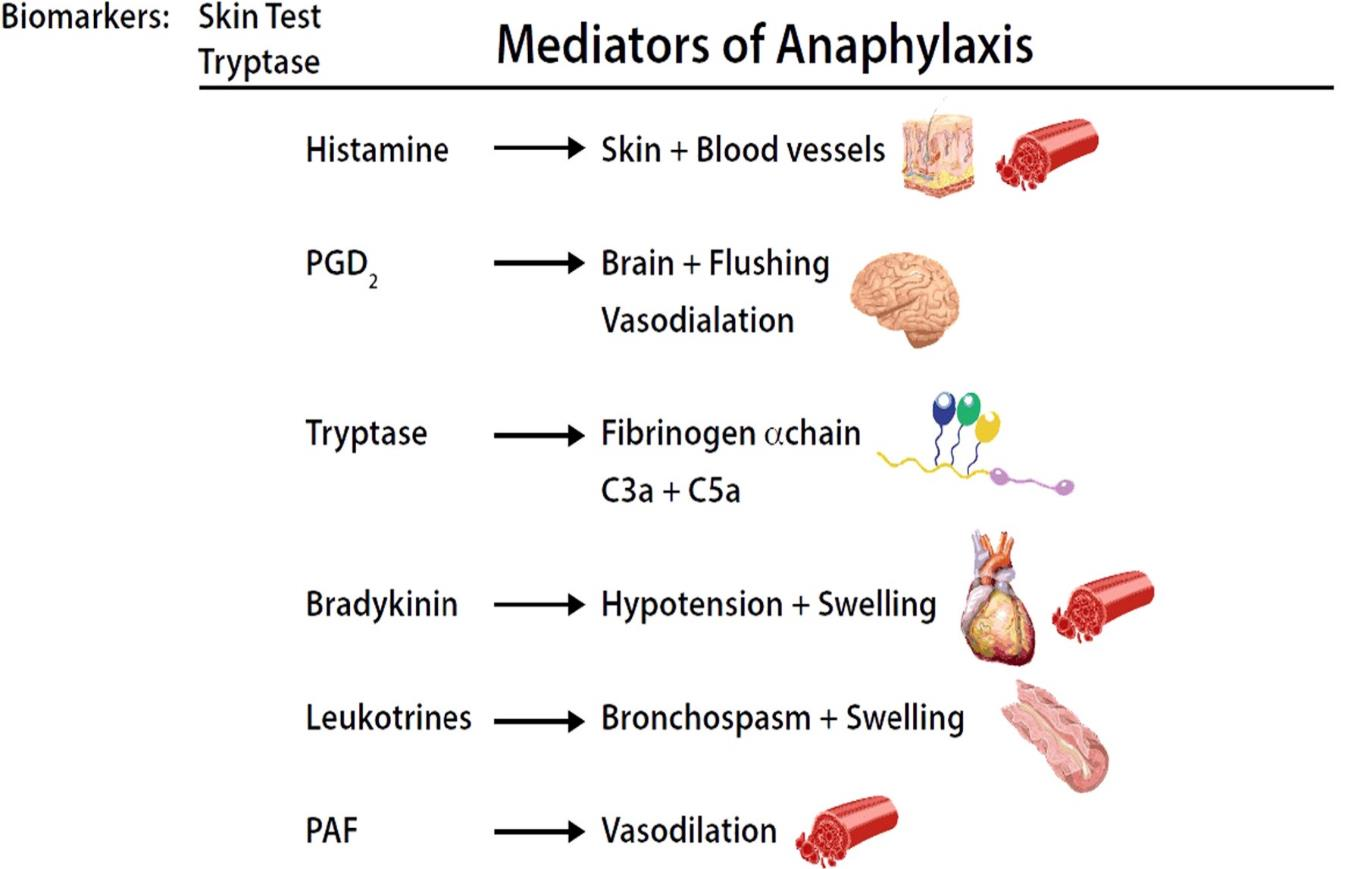 Biomarkers: Skin Test
Tryptase
Mediators of Anaphylaxis
Histamine → Skin + Blood vessels
PGD₂ → Brain + Flushing
Vasodialation
Tryptase → Fibrinogen αchain
C3a + C5a
Bradykinin → Hypotension + Swelling
Leukotrines → Bronchospasm + Swelling
PAF → Vasodilation